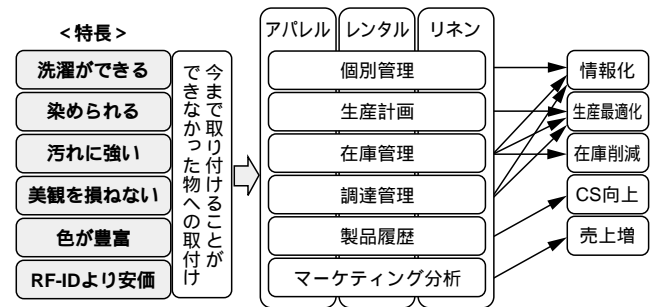 <特長>
洗濯ができる
染められる
汚れに強い
美観を損ねない
色が豊富
RF-IDより安価
今まで取り付けることが
できなかった物への取付け
アパレル
レンタル
リネン
個別管理
生産計画
在庫管理
調達管理
製品履歴
マーケティング分析
情報化
生産最適化
在庫削減
CS向上
売上増